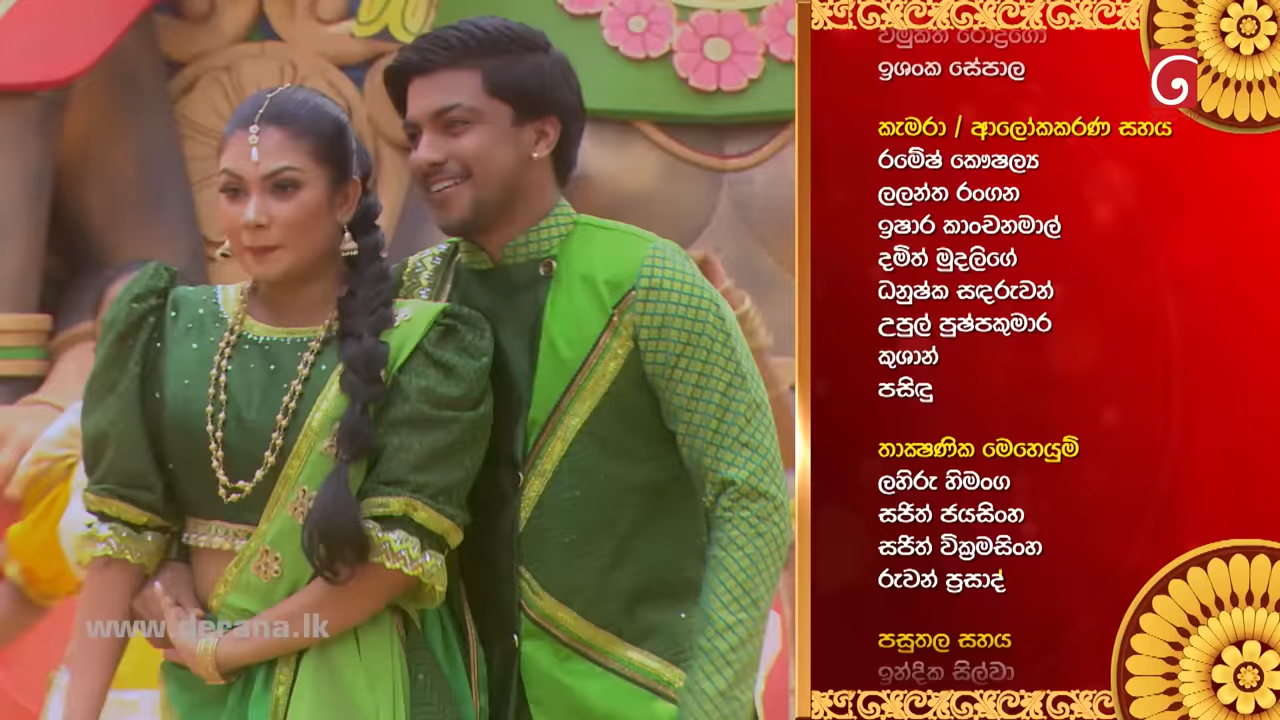 විමුක්ති රොද්රිගෝ
ඉශංක සේපාල
කැමරා / ආලෝකකරණ සහය
රමේෂ් කෞෂල්‍ය
ලලන්ත රංගන
ඉෂාර කාංචනමාල්
දමිත් මුදලිගේ
ධනුෂ්ක සඳරුවන්
උපුල් පුෂ්පකුමාර
කුශාන්
පසිඳු
තාක්ෂණික මෙහෙයුම්
ලහිරු හිමංග
සජිත් ජයසිංහ
සජිත් වික්‍රමසිංහ
රුවන් ප්‍රසාද්
පසුතල සහය
ඉන්දික සිල්වා
www.derana.lk